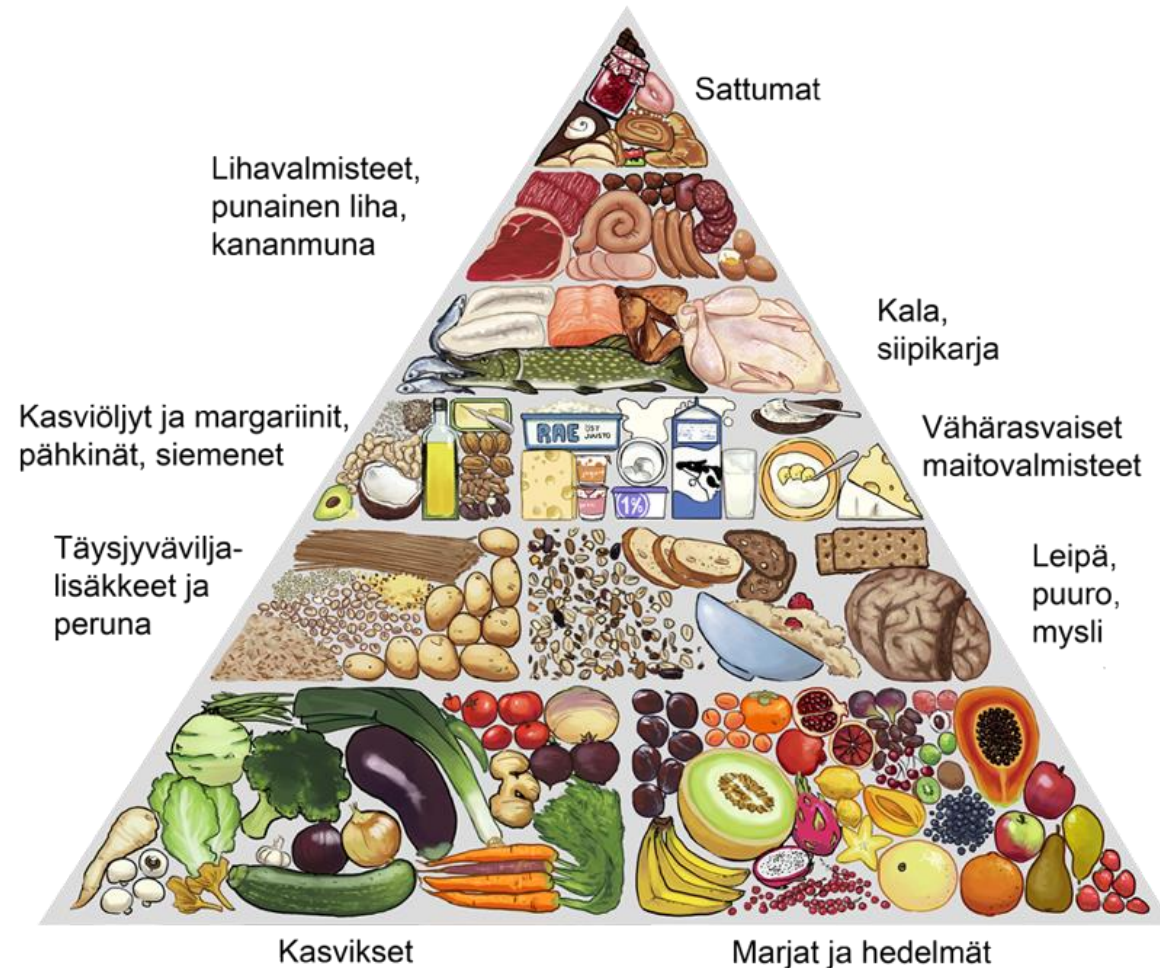 Sattumat
Lihavalmisteet,
punainen liha,
kananmuna
Kala,
siipikarja
Kasviöljyt ja margariinit,
pähkinät, siemenet
RAE
JUUSTO
1%
Vähärasvaiset
maitovalmisteet
Täysjyvävilja-
lisäkkeet ja
peruna
Leipä,
puuro,
mysli
Kasvikset
Marjat ja hedelmät